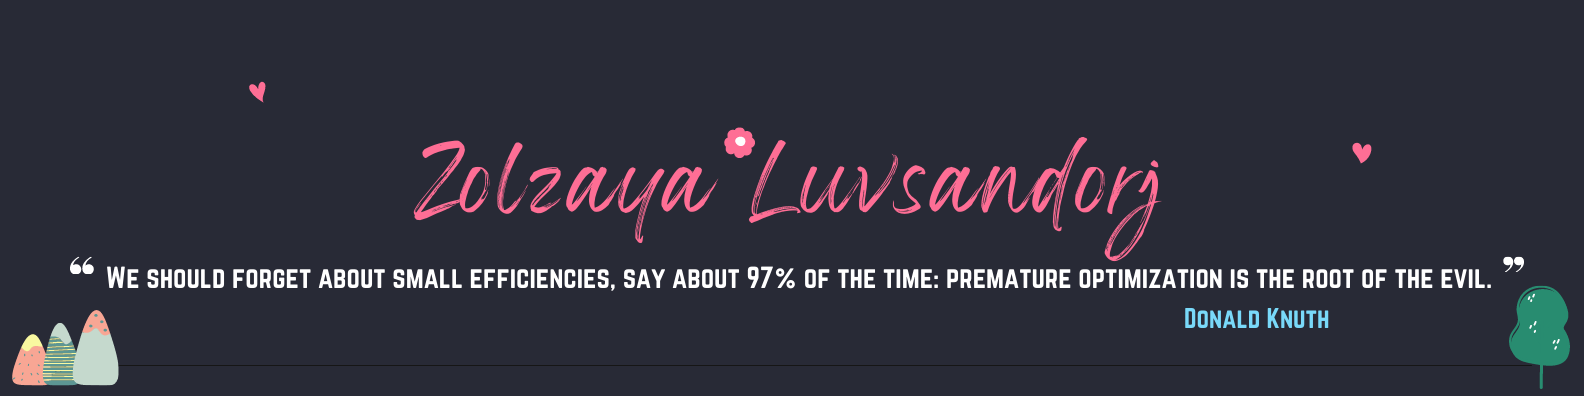 Zolzaya Luvsandorj
“ We should forget about small efficiencies, say about 97% of the time: premature optimization is the root of the evil. ”
Donald Knuth